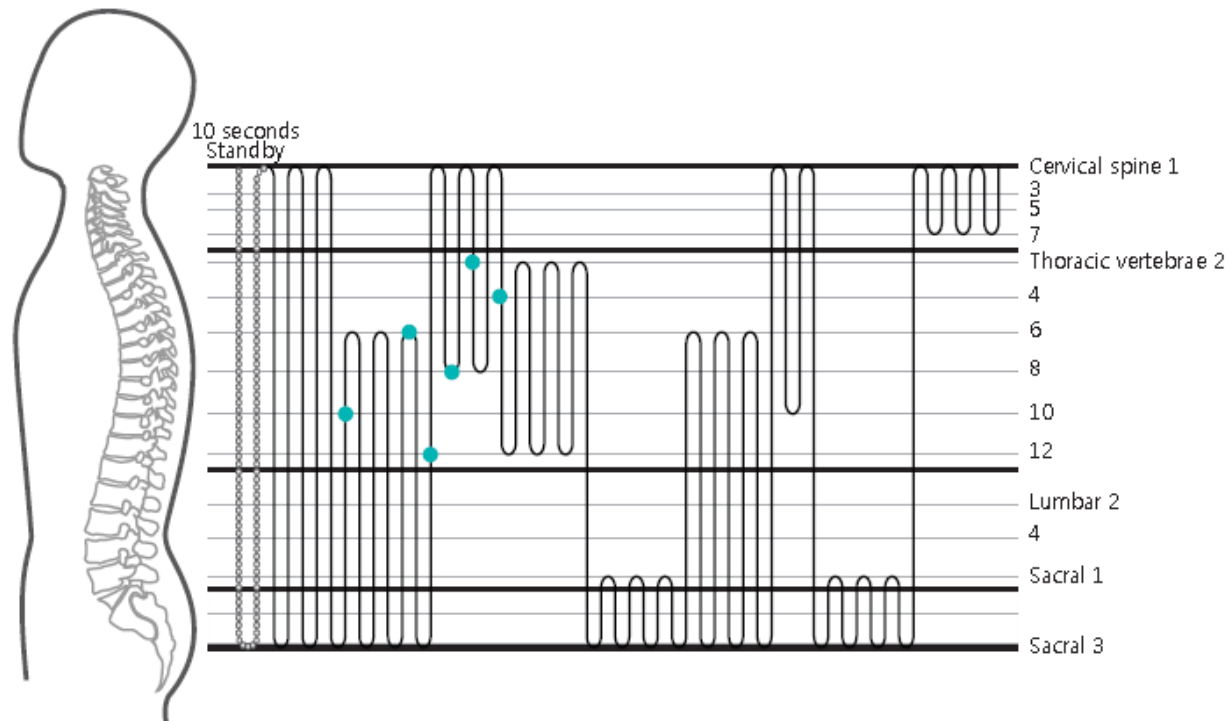 10 seconds
Standby
Cervical spine 1
3
5
7
Thoracic vertebrae 2
4
6
8
10
12
Lumbar 2
4
Sacral 1
Sacral 3